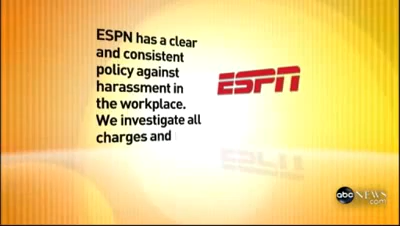 ESPN has a clear
and consistent
policy against
harassment in
the workplace.
We investigate all
charges and
ESPN
abc NEWS
.com